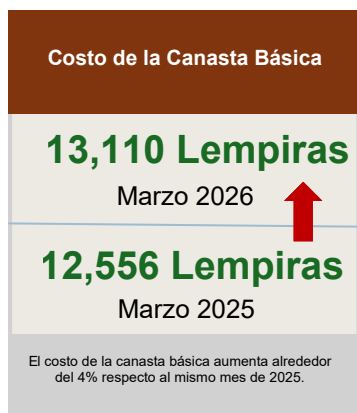 Costo de la Canasta Básica
13,110 Lempiras
Marzo 2026
12,556 Lempiras
Marzo 2025
El costo de la canasta básica aumenta alrededor
del 4% respecto al mismo mes de 2025.